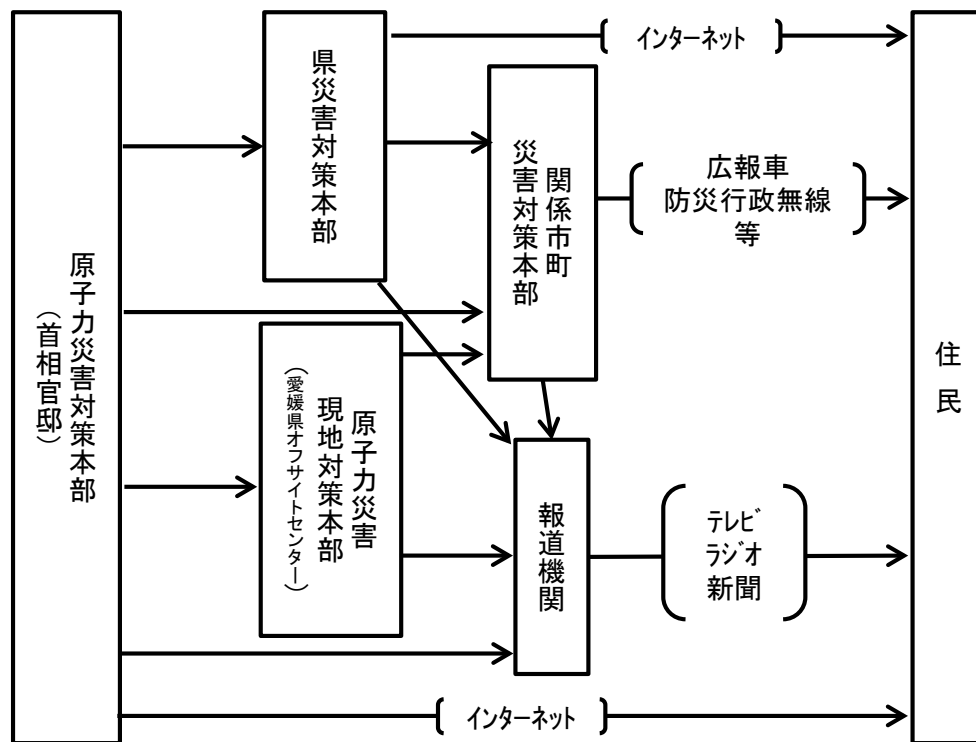 原子力災害対策本部
（首相官邸）
県災害対策本部
インターネット
関係市町
災害対策本部
広報車
防災行政無線
等
原子力災害
現地対策本部
（愛媛県オフサイトセンター）
報道機関
テレビ
ラジオ
新聞
インターネット
住民